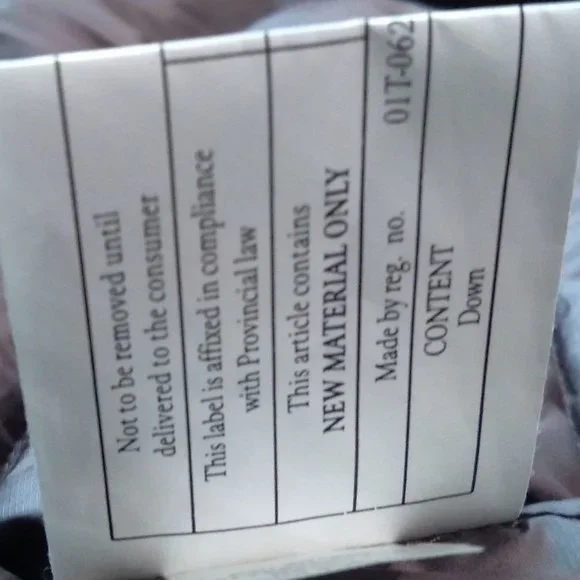 Not to be removed until
delivered to the consumer
This label is affixed in compliance
with Provincial law
This article contains
NEW MATERIAL ONLY
Made by reg. no. 01T-062
CONTENT
Down